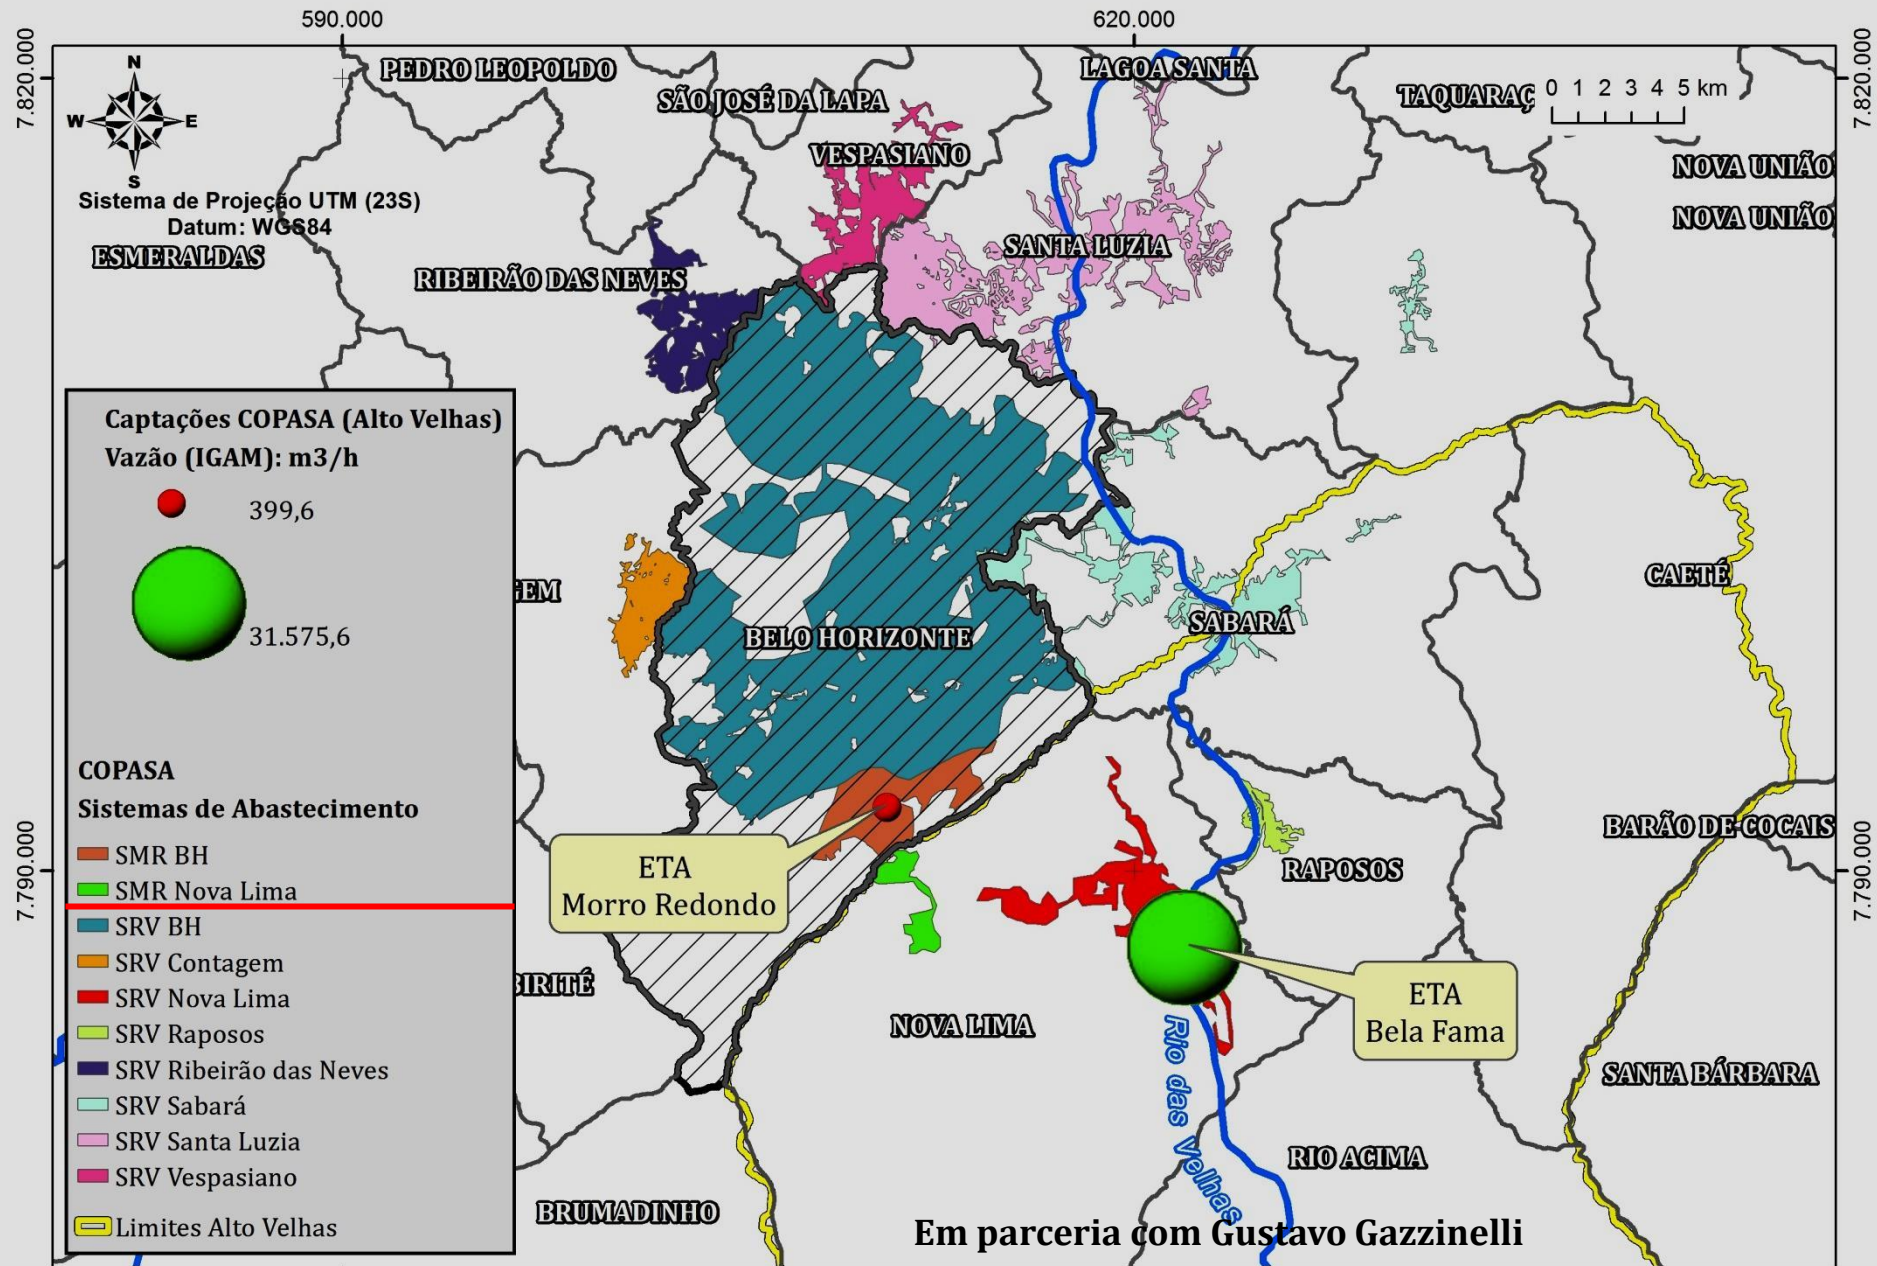 590.000
620.000
7.820.000
7.820.000
PEDRO LEOPOLDO
LAGOA SANTA
SÃO JOSÉ DA LAPA
TAQUARAÇ
0 1 2 3 4 5 km
N
W E
S
VESPASIANO
NOVA UNIÃO
Sistema de Projeção UTM (23S)
Datum: WGS84
NOVA UNIÃO
ESMERALDAS
SANTA LUZIA
RIBEIRÃO DAS NEVES
Captações COPASA (Alto Velhas)
Vazão (IGAM): m3/h
399,6
31.575,6
GEM
CAETÉ
SABARÁ
BELO HORIZONTE
COPASA
Sistemas de Abastecimento
SMR BH
SMR Nova Lima
SRV BH
SRV Contagem
SRV Nova Lima
SRV Raposos
SRV Ribeirão das Neves
SRV Sabará
SRV Santa Luzia
SRV Vespasiano
Limites Alto Velhas
BARÃO DE COCAIS
7.790.000
7.790.000
ETA
Morro Redondo
RAPOSOS
BIRITÉ
ETA
Bela Fama
NOVA LIMA
Rio das Velhas
SANTA BÁRBARA
RIO ACIMA
BRUMADINHO
Em parceria com Gustavo Gazzinelli